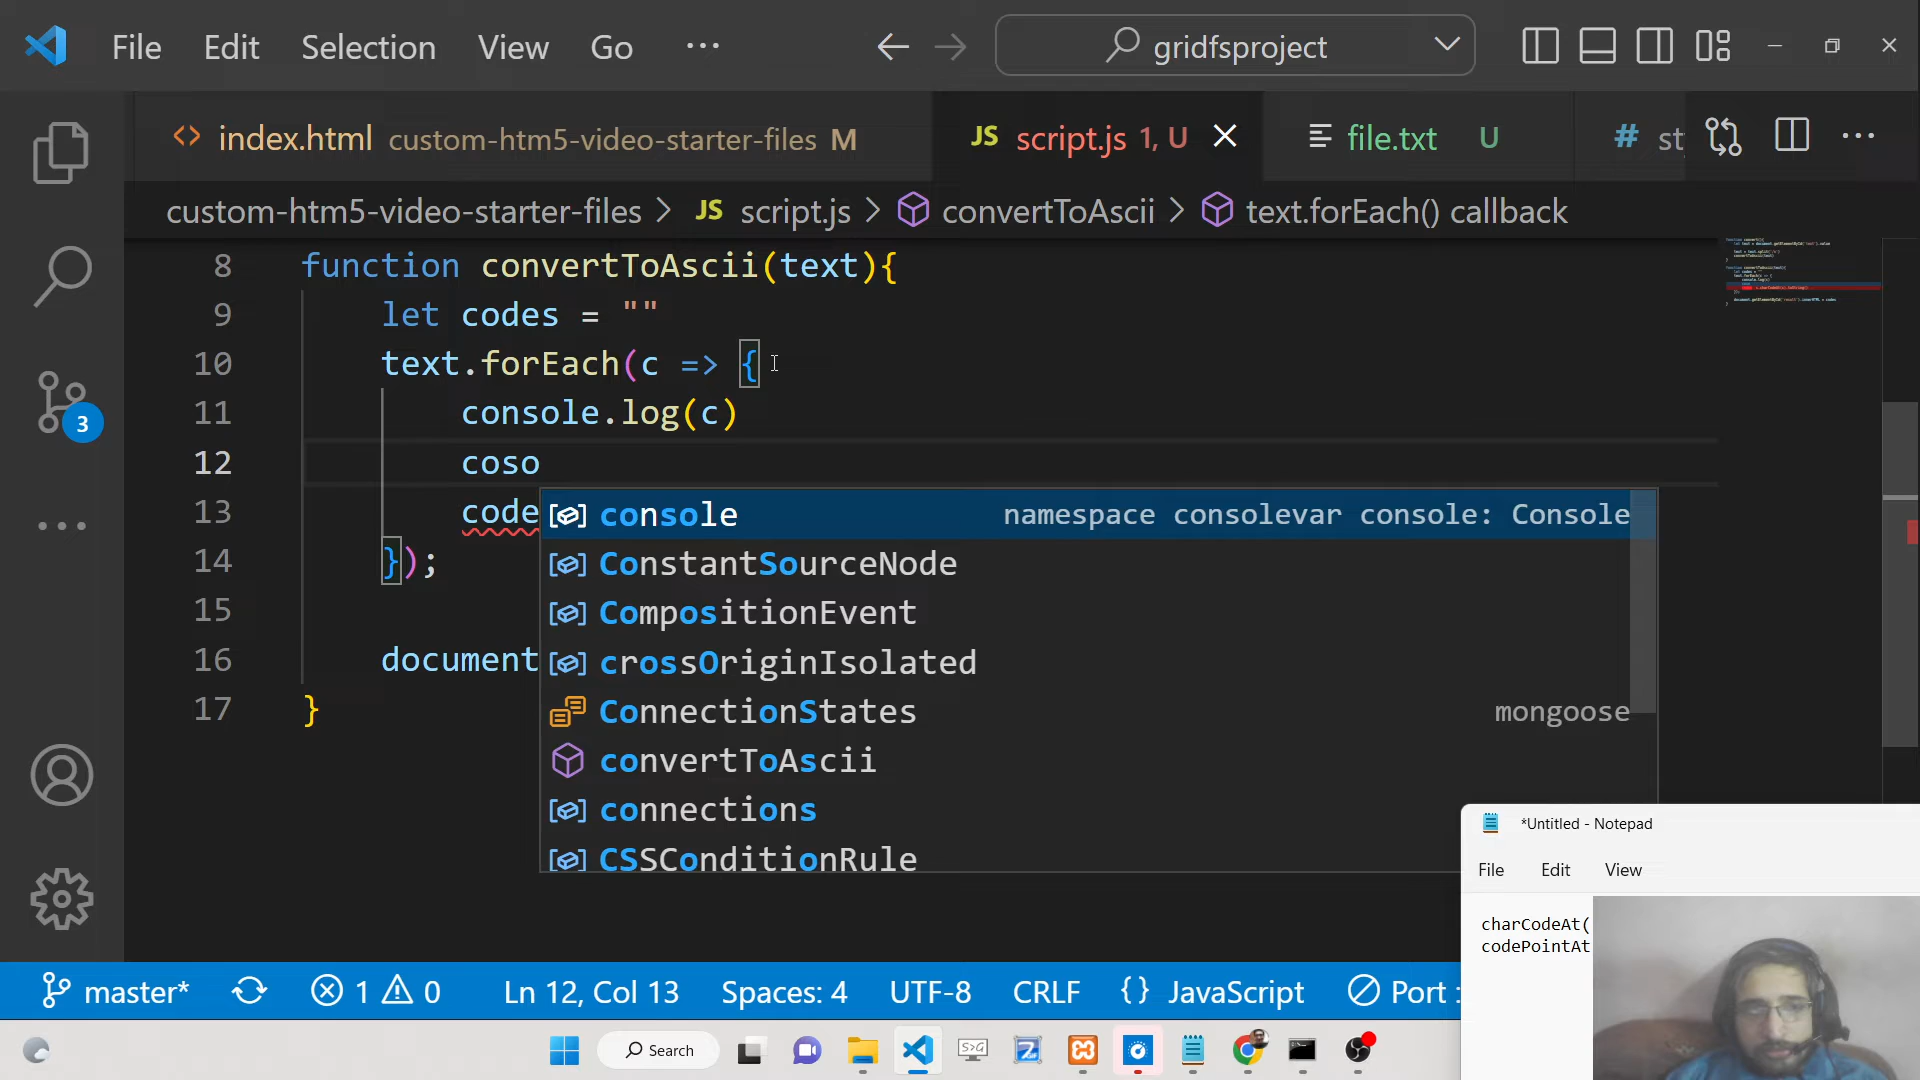 File Edit Selection View Go ··· gridfsproject
index.html custom-htm5-video-starter-files M JS script.js 1, U file.txt U # st ···
custom-htm5-video-starter-files > JS script.js > convertToAscii > text.forEach() callback
8 function convertToAscii(text){
9 let codes = ""
10 text.forEach(c => {
11 console.log(c)
12 coso
13 code
14 });
15
16 document
17 }
console namespace consolevar console: Console
ConstantSourceNode
CompositionEvent
crossOriginIsolated
ConnectionStates mongoose
convertToAscii
connections
CSSConditionRule
3
*Untitled - Notepad
File Edit View
charCodeAt(
codePointAt
master* 1 0 Ln 12, Col 13 Spaces: 4 UTF-8 CRLF {} JavaScript Port :
Search